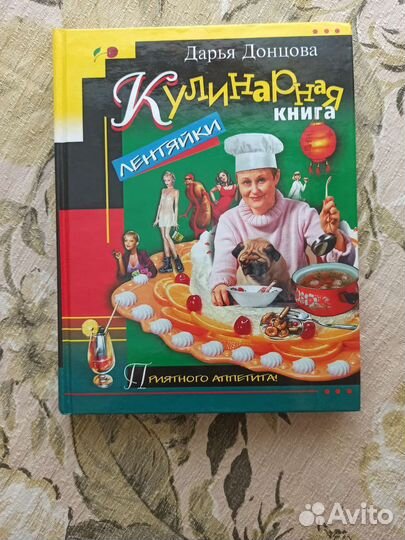 Дарья Донцова
Кулинарная
книга
лентяйки
Приятного аппетита!
Avito